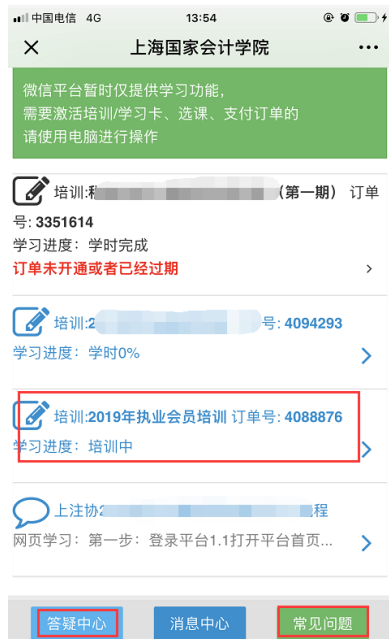 中国电信 4G 13:54
上海国家会计学院
微信平台暂时仅提供学习功能，
需要激活培训/学习卡、选课、支付订单的
请使用电脑进行操作
培训:（第一期） 订单
号: 3351614
学习进度：学时完成
订单未开通或者已经过期
培训:2 号: 4094293
学习进度：学时0%
培训:2019年执业会员培训 订单号: 4088876
学习进度：培训中
上注协 程
网页学习：第一步：登录平台1.1打开平台首页...
答疑中心 消息中心 常见问题